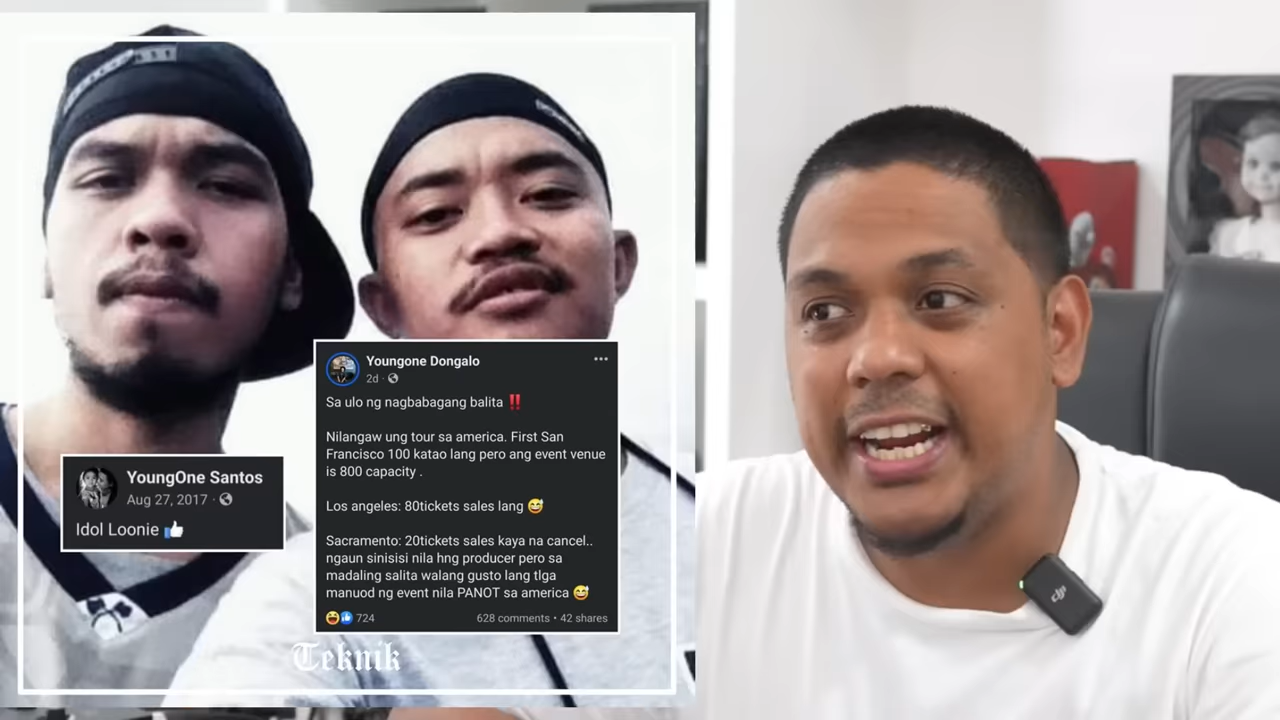 YoungOne Santos
Aug 27, 2017 ·
Idol Loonie 👍
Youngone Dongalo
2d ·
Sa ulo ng nagbabagang balita ‼️
Nilangaw ung tour sa america. First San
Francisco 100 katao lang pero ang event venue
is 800 capacity .
Los angeles: 80tickets sales lang 😅
Sacramento: 20tickets sales kaya na cancel..
ngaun sinisisi nila hng producer pero sa
madaling salita walang gusto lang tlga
manuod ng event nila PANOT sa america 😅
724
628 comments • 42 shares
Teknik
dji